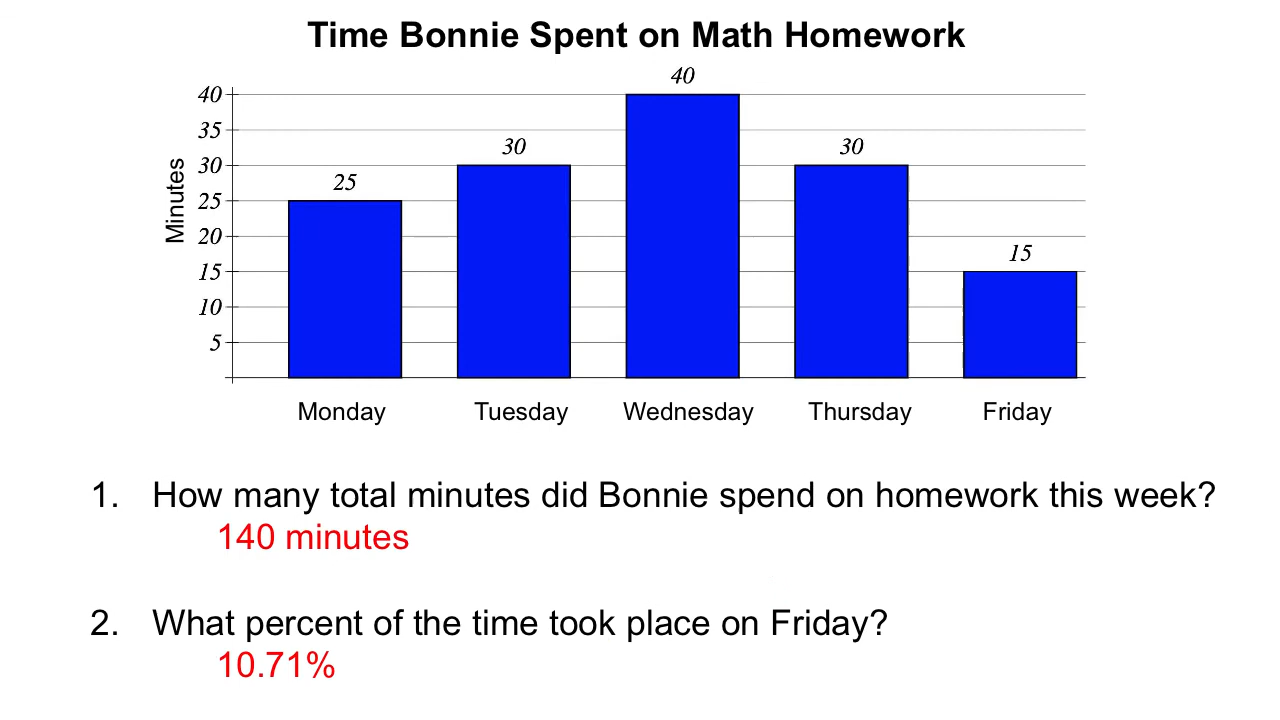 Time Bonnie Spent on Math Homework
40
40
35
30
30
30
25
25
Minutes
20
15
15
10
5
Monday Tuesday Wednesday Thursday Friday
1. How many total minutes did Bonnie spend on homework this week?
140 minutes
2. What percent of the time took place on Friday?
10.71%